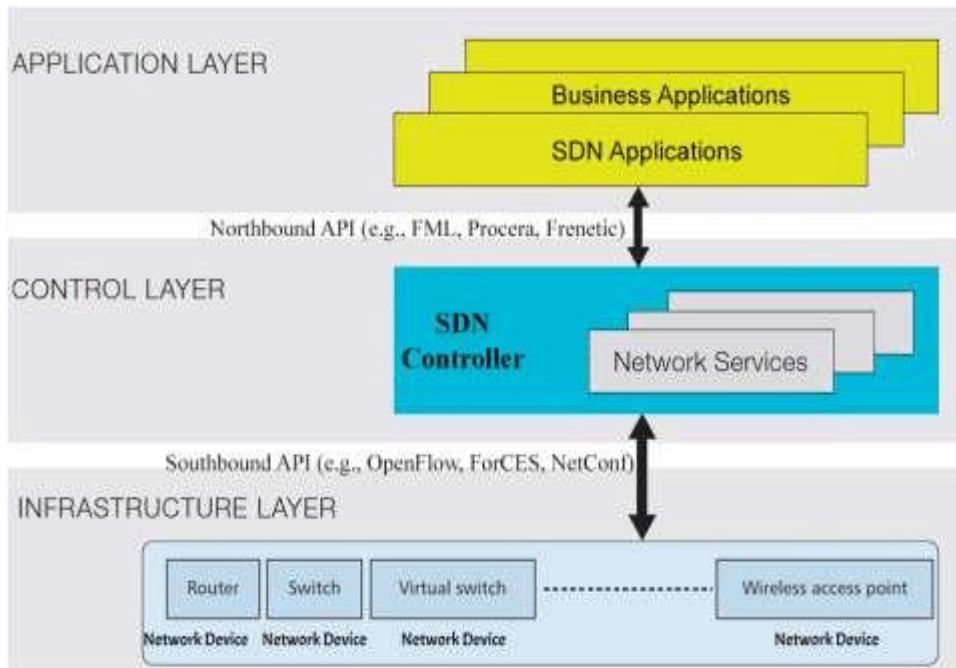 APPLICATION LAYER
Business Applications
SDN Applications
Northbound API (e.g., FML, Procera, Frenetic)
CONTROL LAYER
SDN
Controller
Network Services
Southbound API (e.g., OpenFlow, ForCES, NetConf)
INFRASTRUCTURE LAYER
Router
Switch
Virtual switch
Wireless access point
Network Device
Network Device
Network Device
Network Device